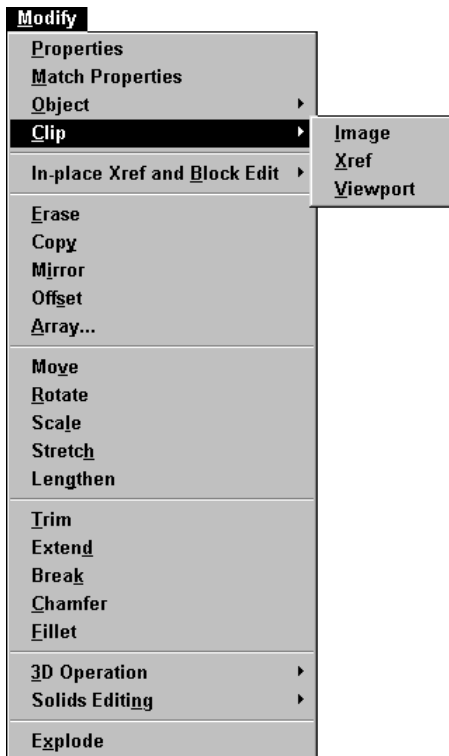 Modify
Properties
Match Properties
Object
Clip
Image
Xref
Viewport
In-place Xref and Block Edit
Erase
Copy
Mirror
Offset
Array...
Move
Rotate
Scale
Stretch
Lengthen
Trim
Extend
Break
Chamfer
Fillet
3D Operation
Solids Editing
Explode